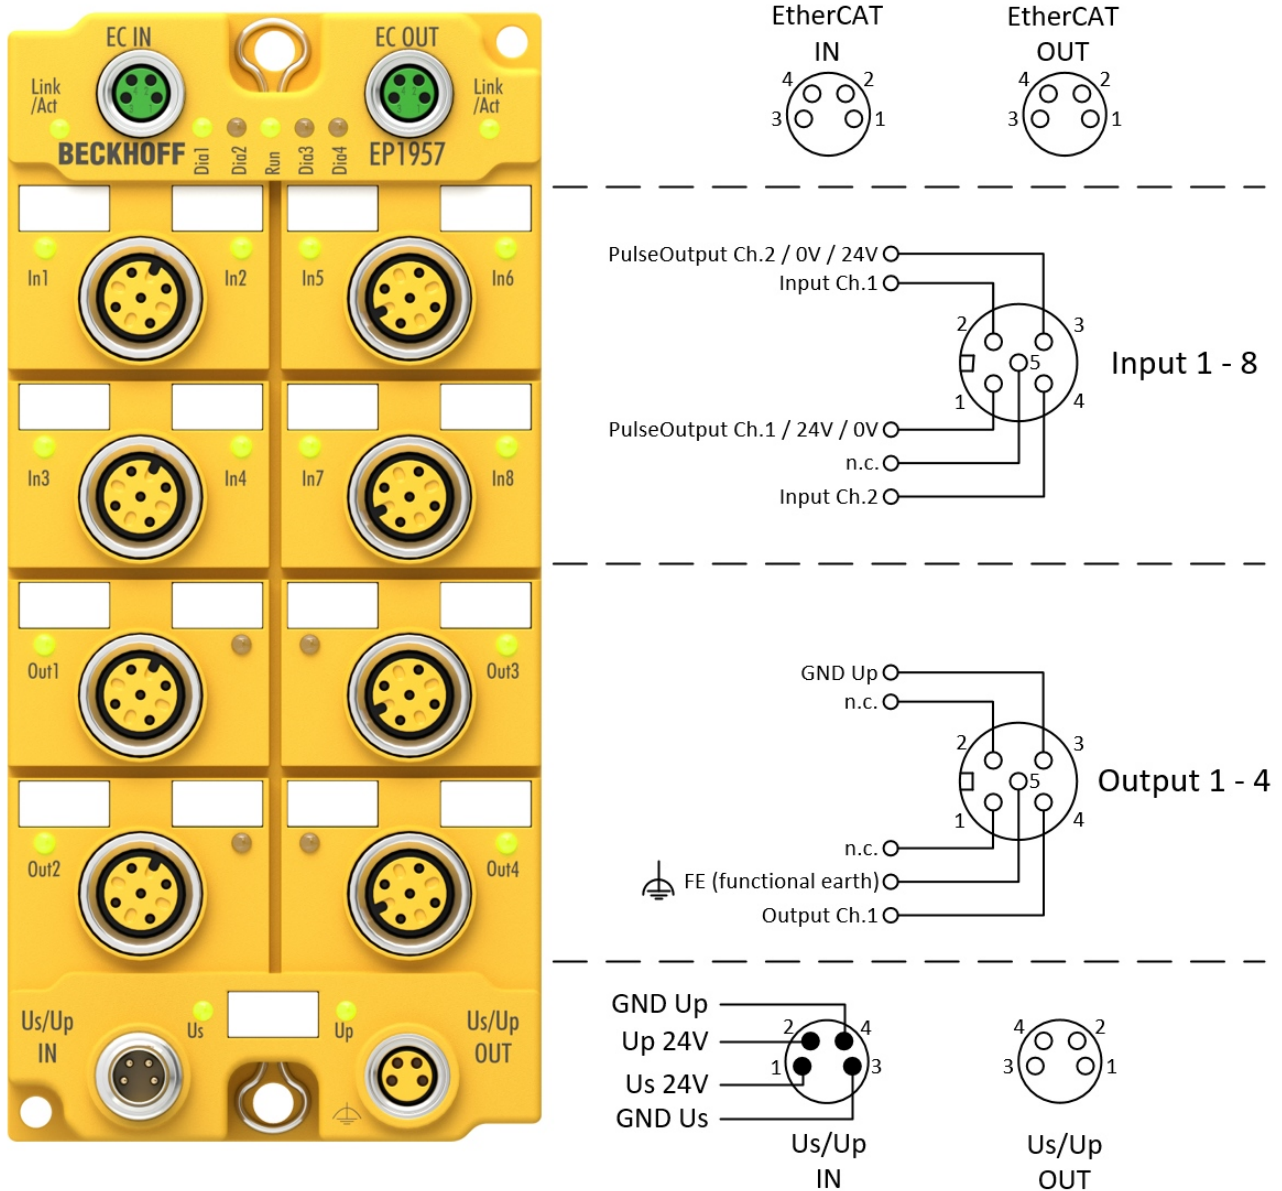 EC IN
EC OUT
Link
/Act
Link
/Act
BECKHOFF
Dia1
Dia2
Run
Dia3
Dia4
EP1957
In1
In2
In5
In6
In3
In4
In7
In8
Out1
Out3
Out2
Out4
Us/Up
IN
Us
Up
Us/Up
OUT
EtherCAT
IN
4
2
3
1
EtherCAT
OUT
4
2
3
1
PulseOutput Ch.2 / 0V / 24V
Input Ch.1
2
3
5
1
4
Input 1 - 8
PulseOutput Ch.1 / 24V / 0V
n.c.
Input Ch.2
GND Up
n.c.
2
3
5
1
4
Output 1 - 4
n.c.
FE (functional earth)
Output Ch.1
GND Up
Up 24V
Us 24V
GND Us
2
4
1
3
Us/Up
IN
4
2
3
1
Us/Up
OUT